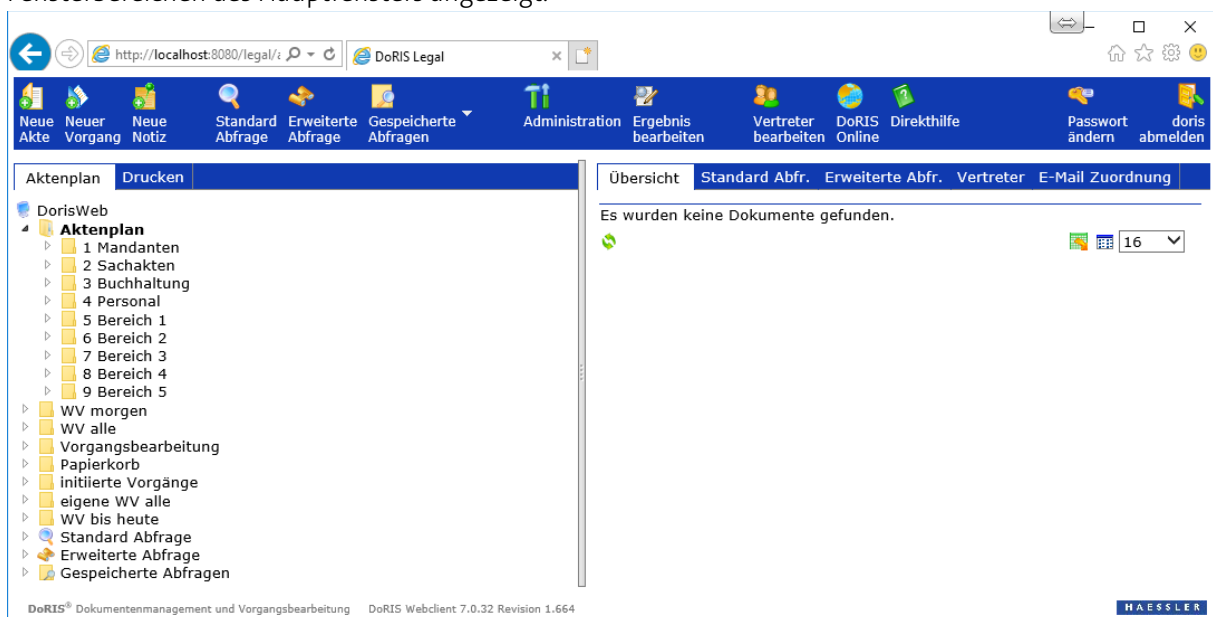 Fensterbereichen des Hauptfensters angezeigt.
http://localhost:8080/legal/a
DoRIS Legal
Neue Akte
Neuer Vorgang
Neue Notiz
Standard Abfrage
Erweiterte Abfrage
Gespeicherte Abfragen
Administration
Ergebnis bearbeiten
Vertreter bearbeiten
DoRIS Online
Direkthilfe
Passwort ändern
doris abmelden
Aktenplan Drucken
DorisWeb
Aktenplan
1 Mandanten
2 Sachakten
3 Buchhaltung
4 Personal
5 Bereich 1
6 Bereich 2
7 Bereich 3
8 Bereich 4
9 Bereich 5
WV morgen
WV alle
Vorgangsbearbeitung
Papierkorb
initiierte Vorgänge
eigene WV alle
WV bis heute
Standard Abfrage
Erweiterte Abfrage
Gespeicherte Abfragen
Übersicht Standard Abfr. Erweiterte Abfr. Vertreter E-Mail Zuordnung
Es wurden keine Dokumente gefunden.
16
DoRIS® Dokumentenmanagement und Vorgangsbearbeitung DoRIS Webclient 7.0.32 Revision 1.664
HAESSLER